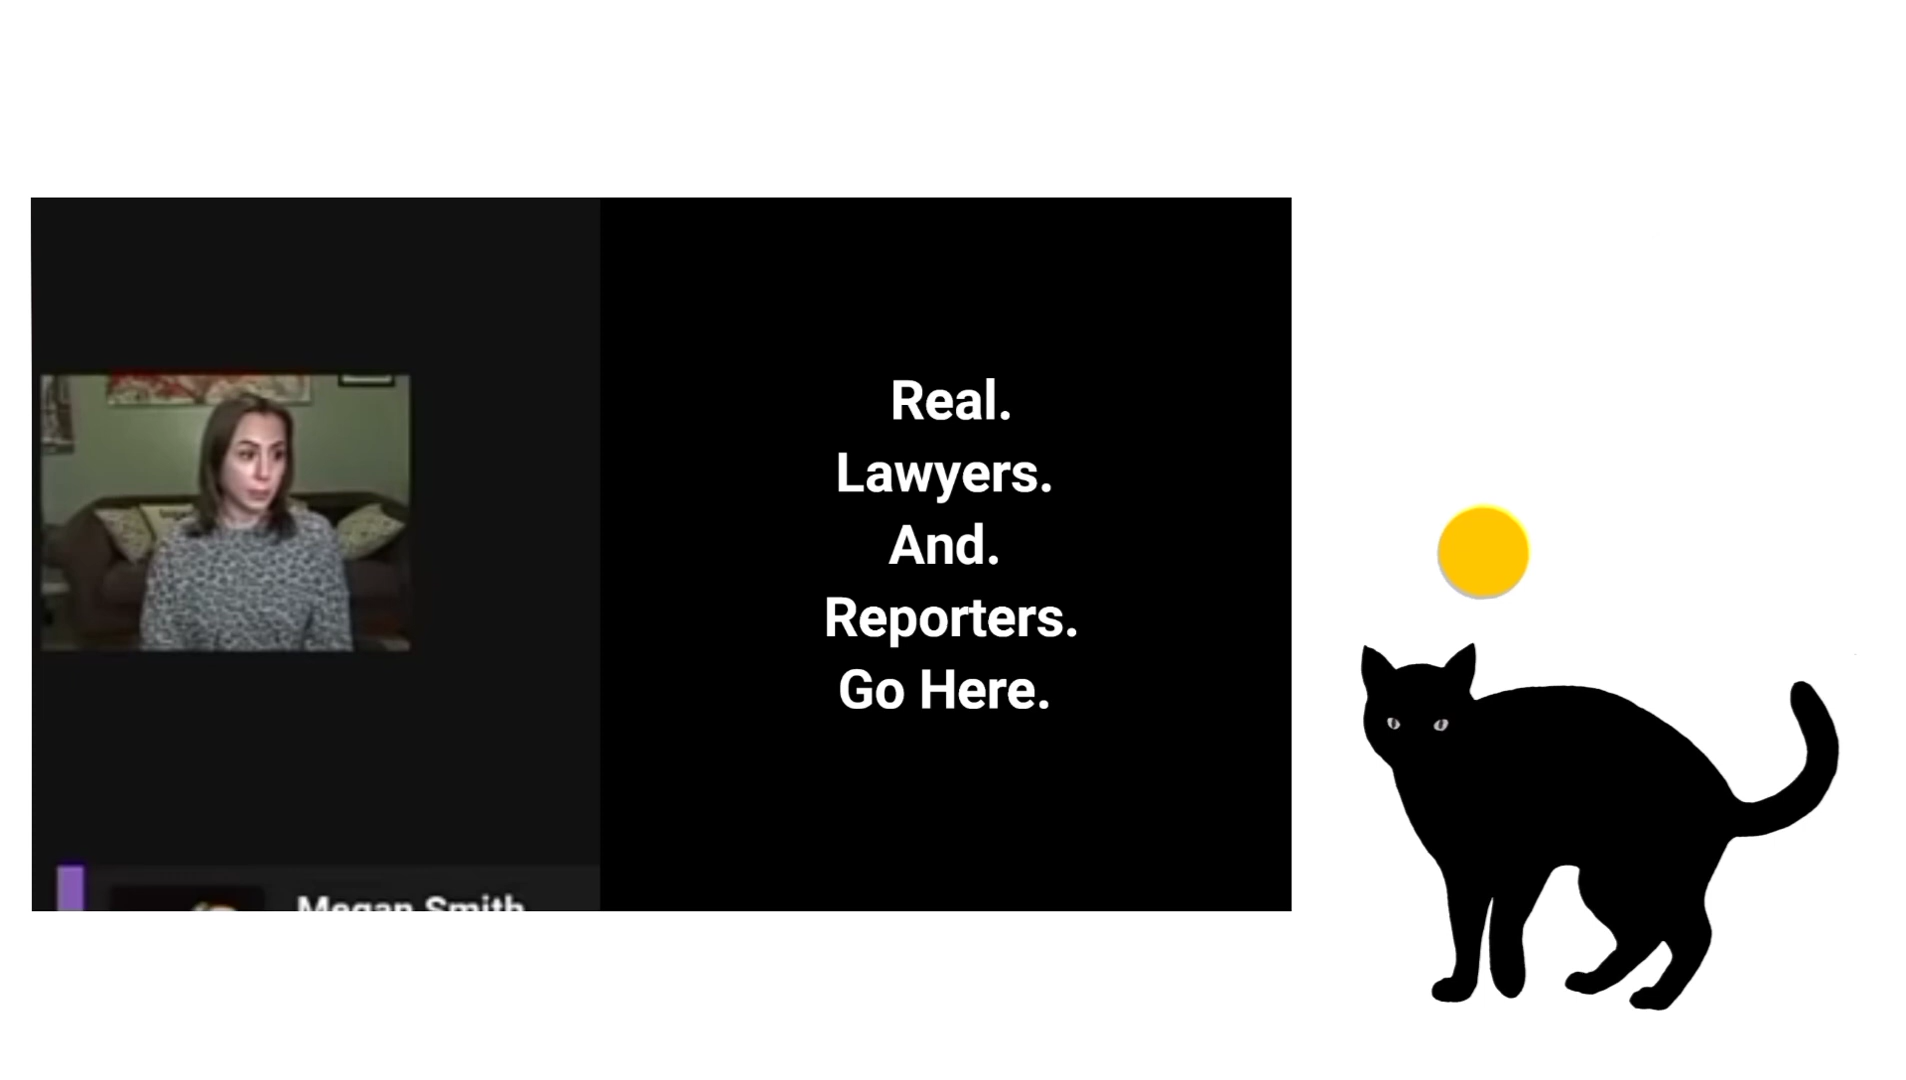 Real.
Lawyers.
And.
Reporters.
Go Here.
Megan Smith